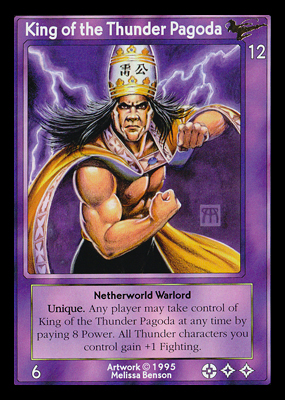 King of the Thunder Pagoda
12
雷公
Netherworld Warlord
Unique. Any player may take control of
King of the Thunder Pagoda at any time by
paying 8 Power. All Thunder characters you
control gain +1 Fighting.
6
Artwork © 1995
Melissa Benson